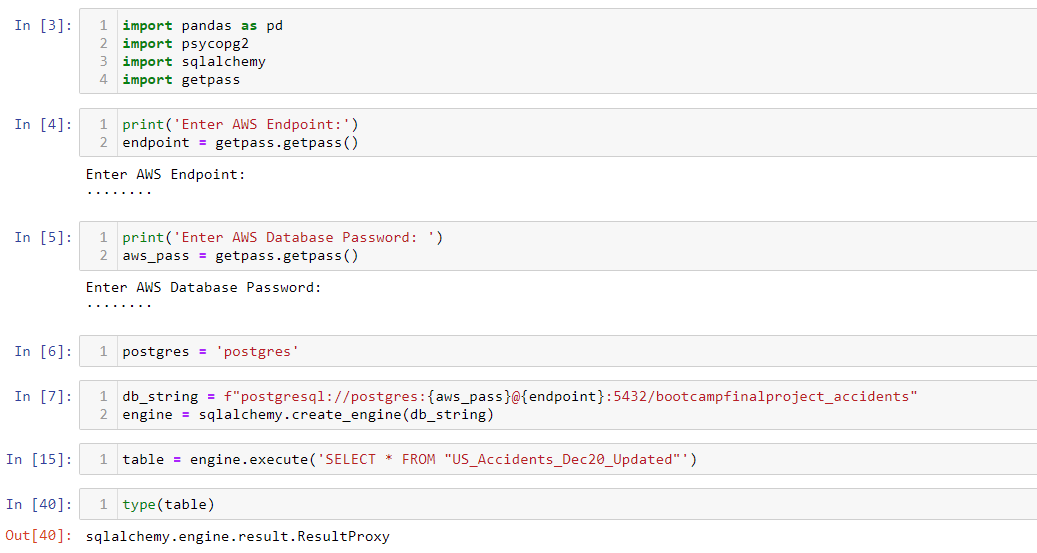 In [3]:
1 import pandas as pd
2 import psycopg2
3 import sqlalchemy
4 import getpass
In [4]:
1 print('Enter AWS Endpoint:')
2 endpoint = getpass.getpass()
Enter AWS Endpoint:
········
In [5]:
1 print('Enter AWS Database Password: ')
2 aws_pass = getpass.getpass()
Enter AWS Database Password:
········
In [6]:
1 postgres = 'postgres'
In [7]:
1 db_string = f"postgresql://postgres:{aws_pass}@{endpoint}:5432/bootcampfinalproject_accidents"
2 engine = sqlalchemy.create_engine(db_string)
In [15]:
1 table = engine.execute('SELECT * FROM "US_Accidents_Dec20_Updated"')
In [40]:
1 type(table)
Out[40]: sqlalchemy.engine.result.ResultProxy